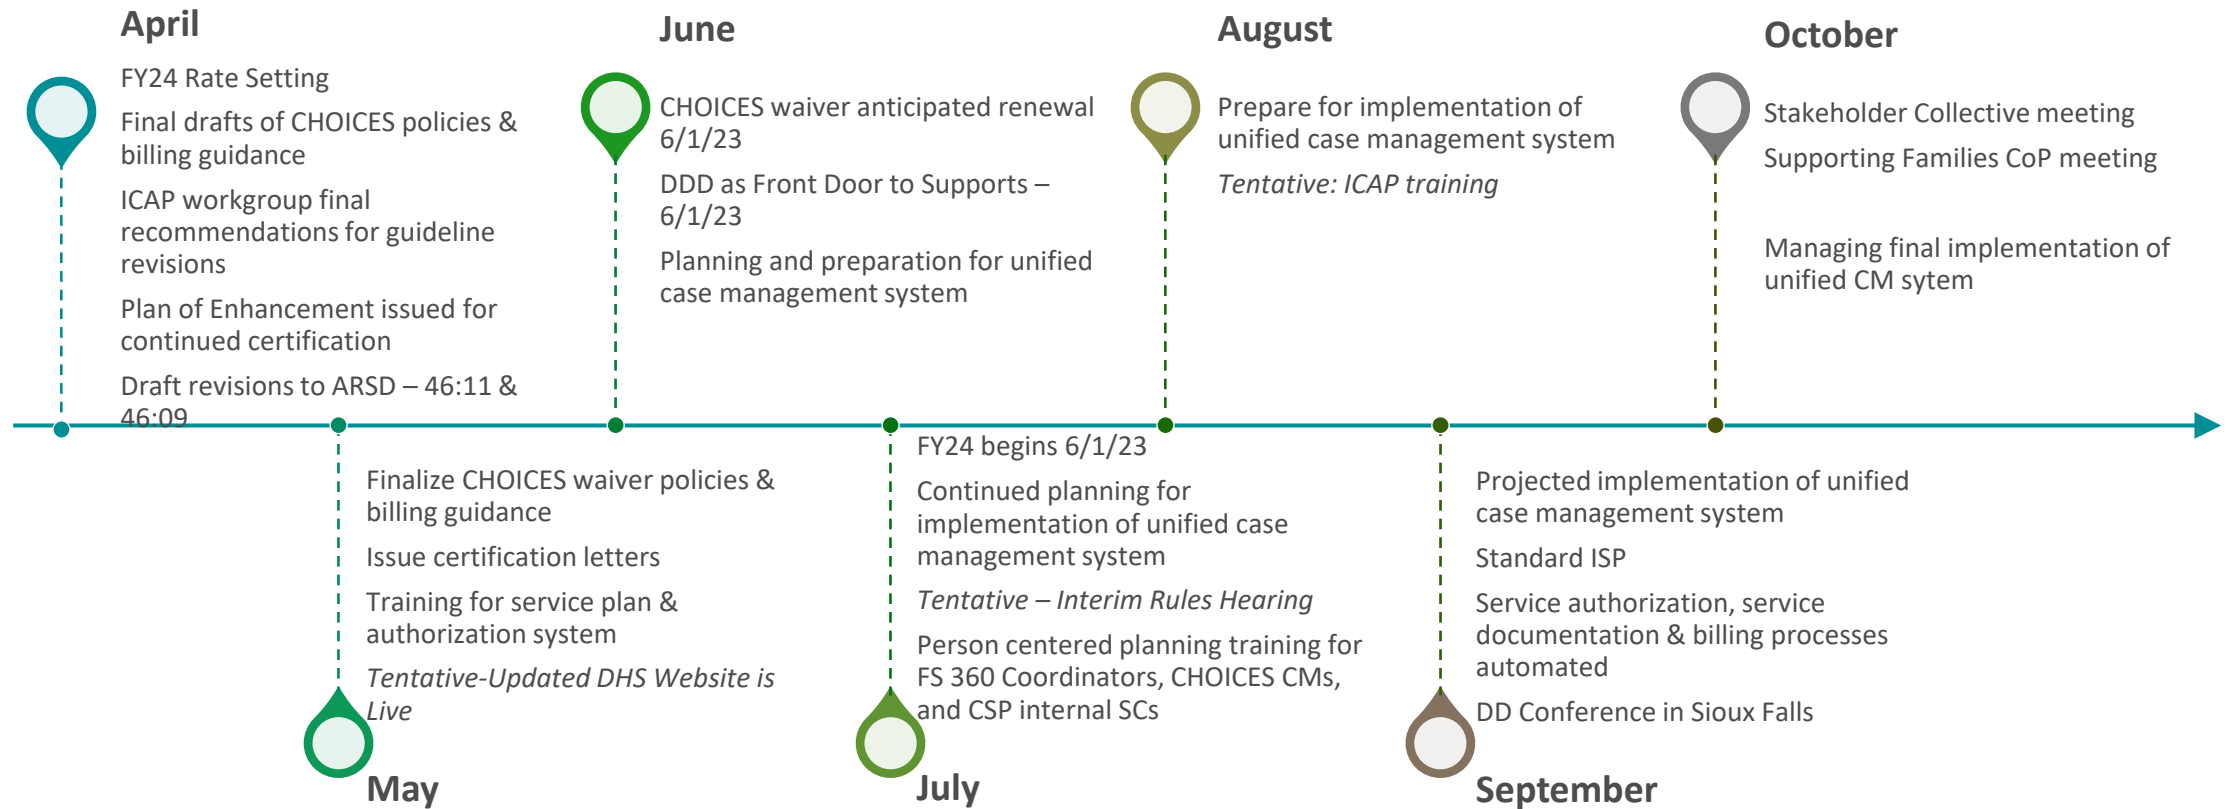 April
FY24 Rate Setting
Final drafts of CHOICES policies &
billing guidance
ICAP workgroup final
recommendations for guideline
revisions
Plan of Enhancement issued for
continued certification
Draft revisions to ARSD – 46:11 &
46:09
June
CHOICES waiver anticipated renewal
6/1/23
DDD as Front Door to Supports –
6/1/23
Planning and preparation for unified
case management system
August
Prepare for implementation of
unified case management system
Tentative: ICAP training
October
Stakeholder Collective meeting
Supporting Families CoP meeting
Managing final implementation of
unified CM sytem
Finalize CHOICES waiver policies &
billing guidance
Issue certification letters
Training for service plan &
authorization system
Tentative-Updated DHS Website is
Live
May
FY24 begins 6/1/23
Continued planning for
implementation of unified case
management system
Tentative – Interim Rules Hearing
Person centered planning training for
FS 360 Coordinators, CHOICES CMs,
and CSP internal SCs
July
Projected implementation of unified
case management system
Standard ISP
Service authorization, service
documentation & billing processes
automated
DD Conference in Sioux Falls
September